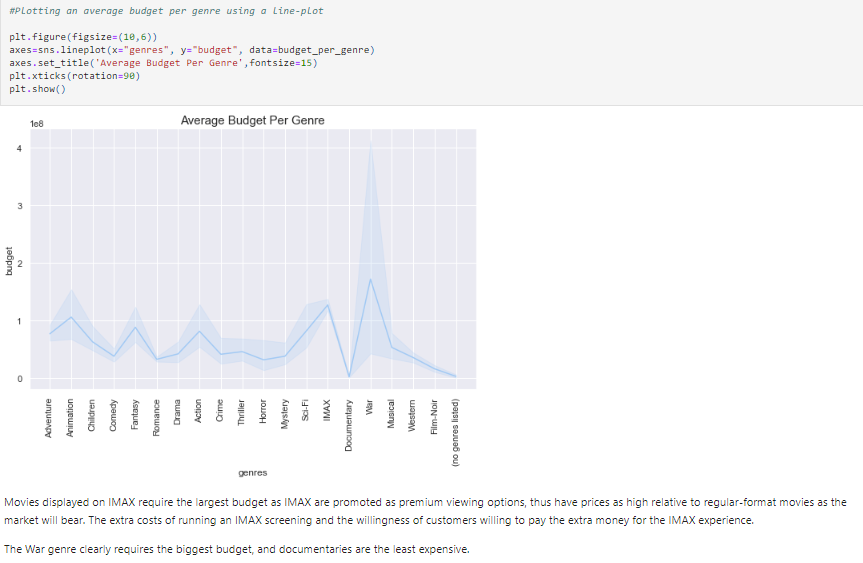 #Plotting an average budget per genre using a line-plot
plt.figure(figsize=(10,6))
axes=sns.lineplot(x="genres", y="budget", data=budget_per_genre)
axes.set_title('Average Budget Per Genre',fontsize=15)
plt.xticks(rotation=90)
plt.show()
Average Budget Per Genre
1e8
4
3
2
1
0
budget
Adventure
Animation
Children
Comedy
Fantasy
Romance
Drama
Action
Crime
Thriller
Horror
Mystery
Sci-Fi
IMAX
Documentary
War
Musical
Western
Film-Noir
(no genres listed)
genres
Movies displayed on IMAX require the largest budget as IMAX are promoted as premium viewing options, thus have prices as high relative to regular-format movies as the
market will bear. The extra costs of running an IMAX screening and the willingness of customers willing to pay the extra money for the IMAX experience.
The War genre clearly requires the biggest budget, and documentaries are the least expensive.